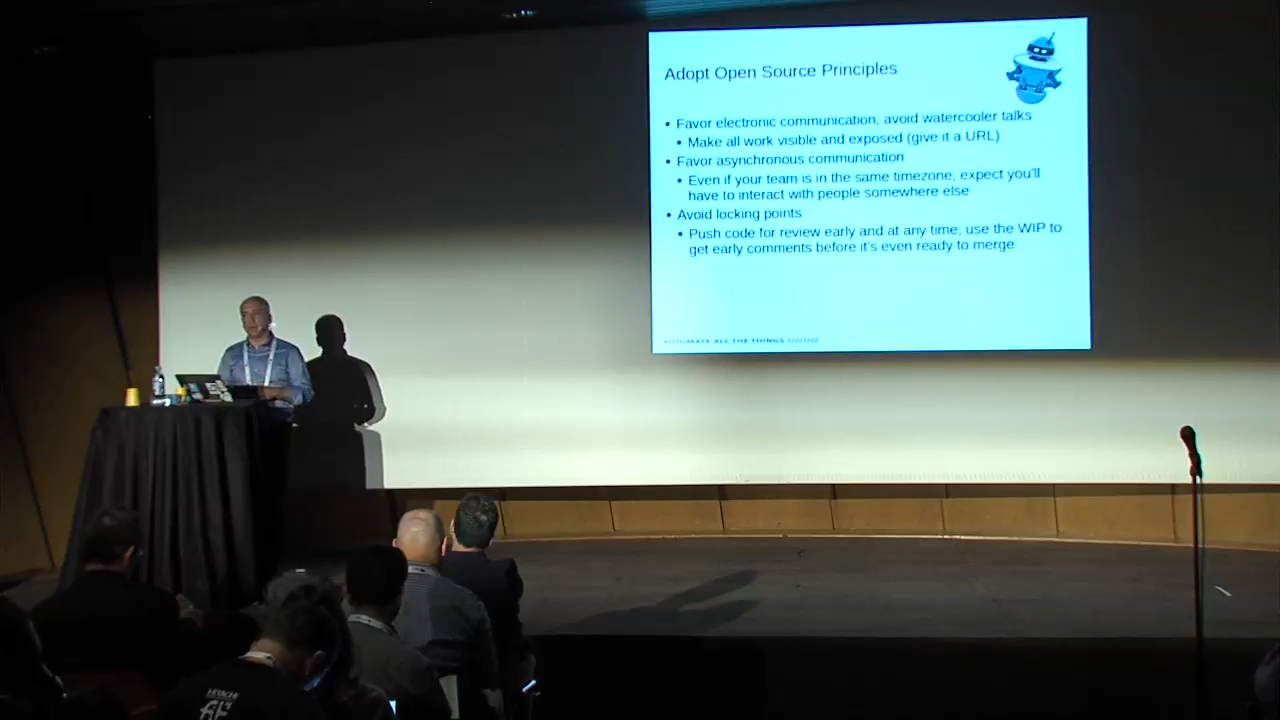 Adopt Open Source Principles
• Favor electronic communication, avoid watercooler talks
• Make all work visible and exposed (give it a URL)
• Favor asynchronous communication
• Even if your team is in the same timezone, expect you'll
have to interact with people somewhere else
• Avoid locking points
• Push code for review early and at any time, use the WIP to
get early comments before it's even ready to merge
AUTOMATE ALL THE THINGS ////////
HITACHI